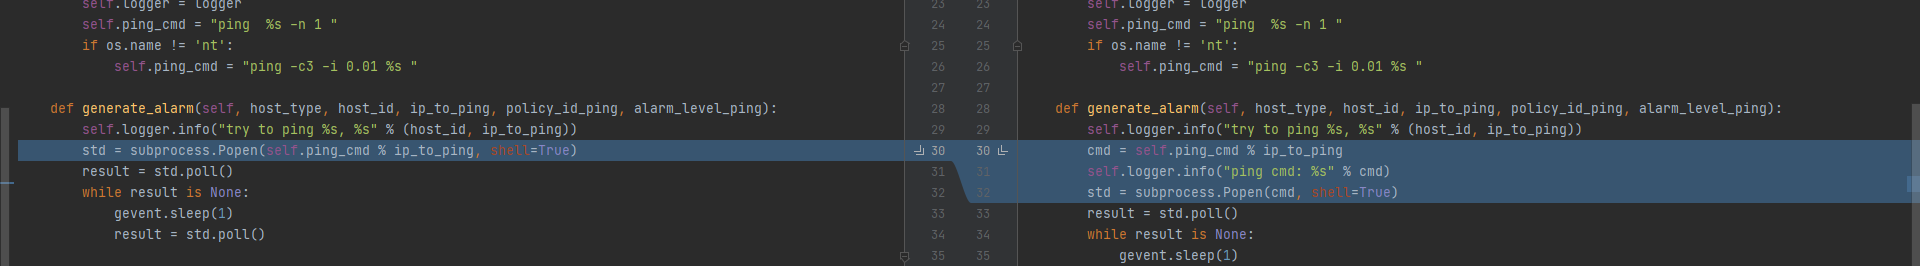 self.logger = logger
self.ping_cmd = "ping  %s -n 1 "
if os.name != 'nt':
self.ping_cmd = "ping -c3 -i 0.01 %s "
def generate_alarm(self, host_type, host_id, ip_to_ping, policy_id_ping, alarm_level_ping):
self.logger.info("try to ping %s, %s" % (host_id, ip_to_ping))
std = subprocess.Popen(self.ping_cmd % ip_to_ping, shell=True)
result = std.poll()
while result is None:
gevent.sleep(1)
result = std.poll()
23 23
24 24
25 25
26 26
27 27
28 28
29 29
30 30
31 31
32 32
33 33
34 34
35 35
self.logger = logger
self.ping_cmd = "ping  %s -n 1 "
if os.name != 'nt':
self.ping_cmd = "ping -c3 -i 0.01 %s "
def generate_alarm(self, host_type, host_id, ip_to_ping, policy_id_ping, alarm_level_ping):
self.logger.info("try to ping %s, %s" % (host_id, ip_to_ping))
cmd = self.ping_cmd % ip_to_ping
self.logger.info("ping cmd: %s" % cmd)
std = subprocess.Popen(cmd, shell=True)
result = std.poll()
while result is None:
gevent.sleep(1)